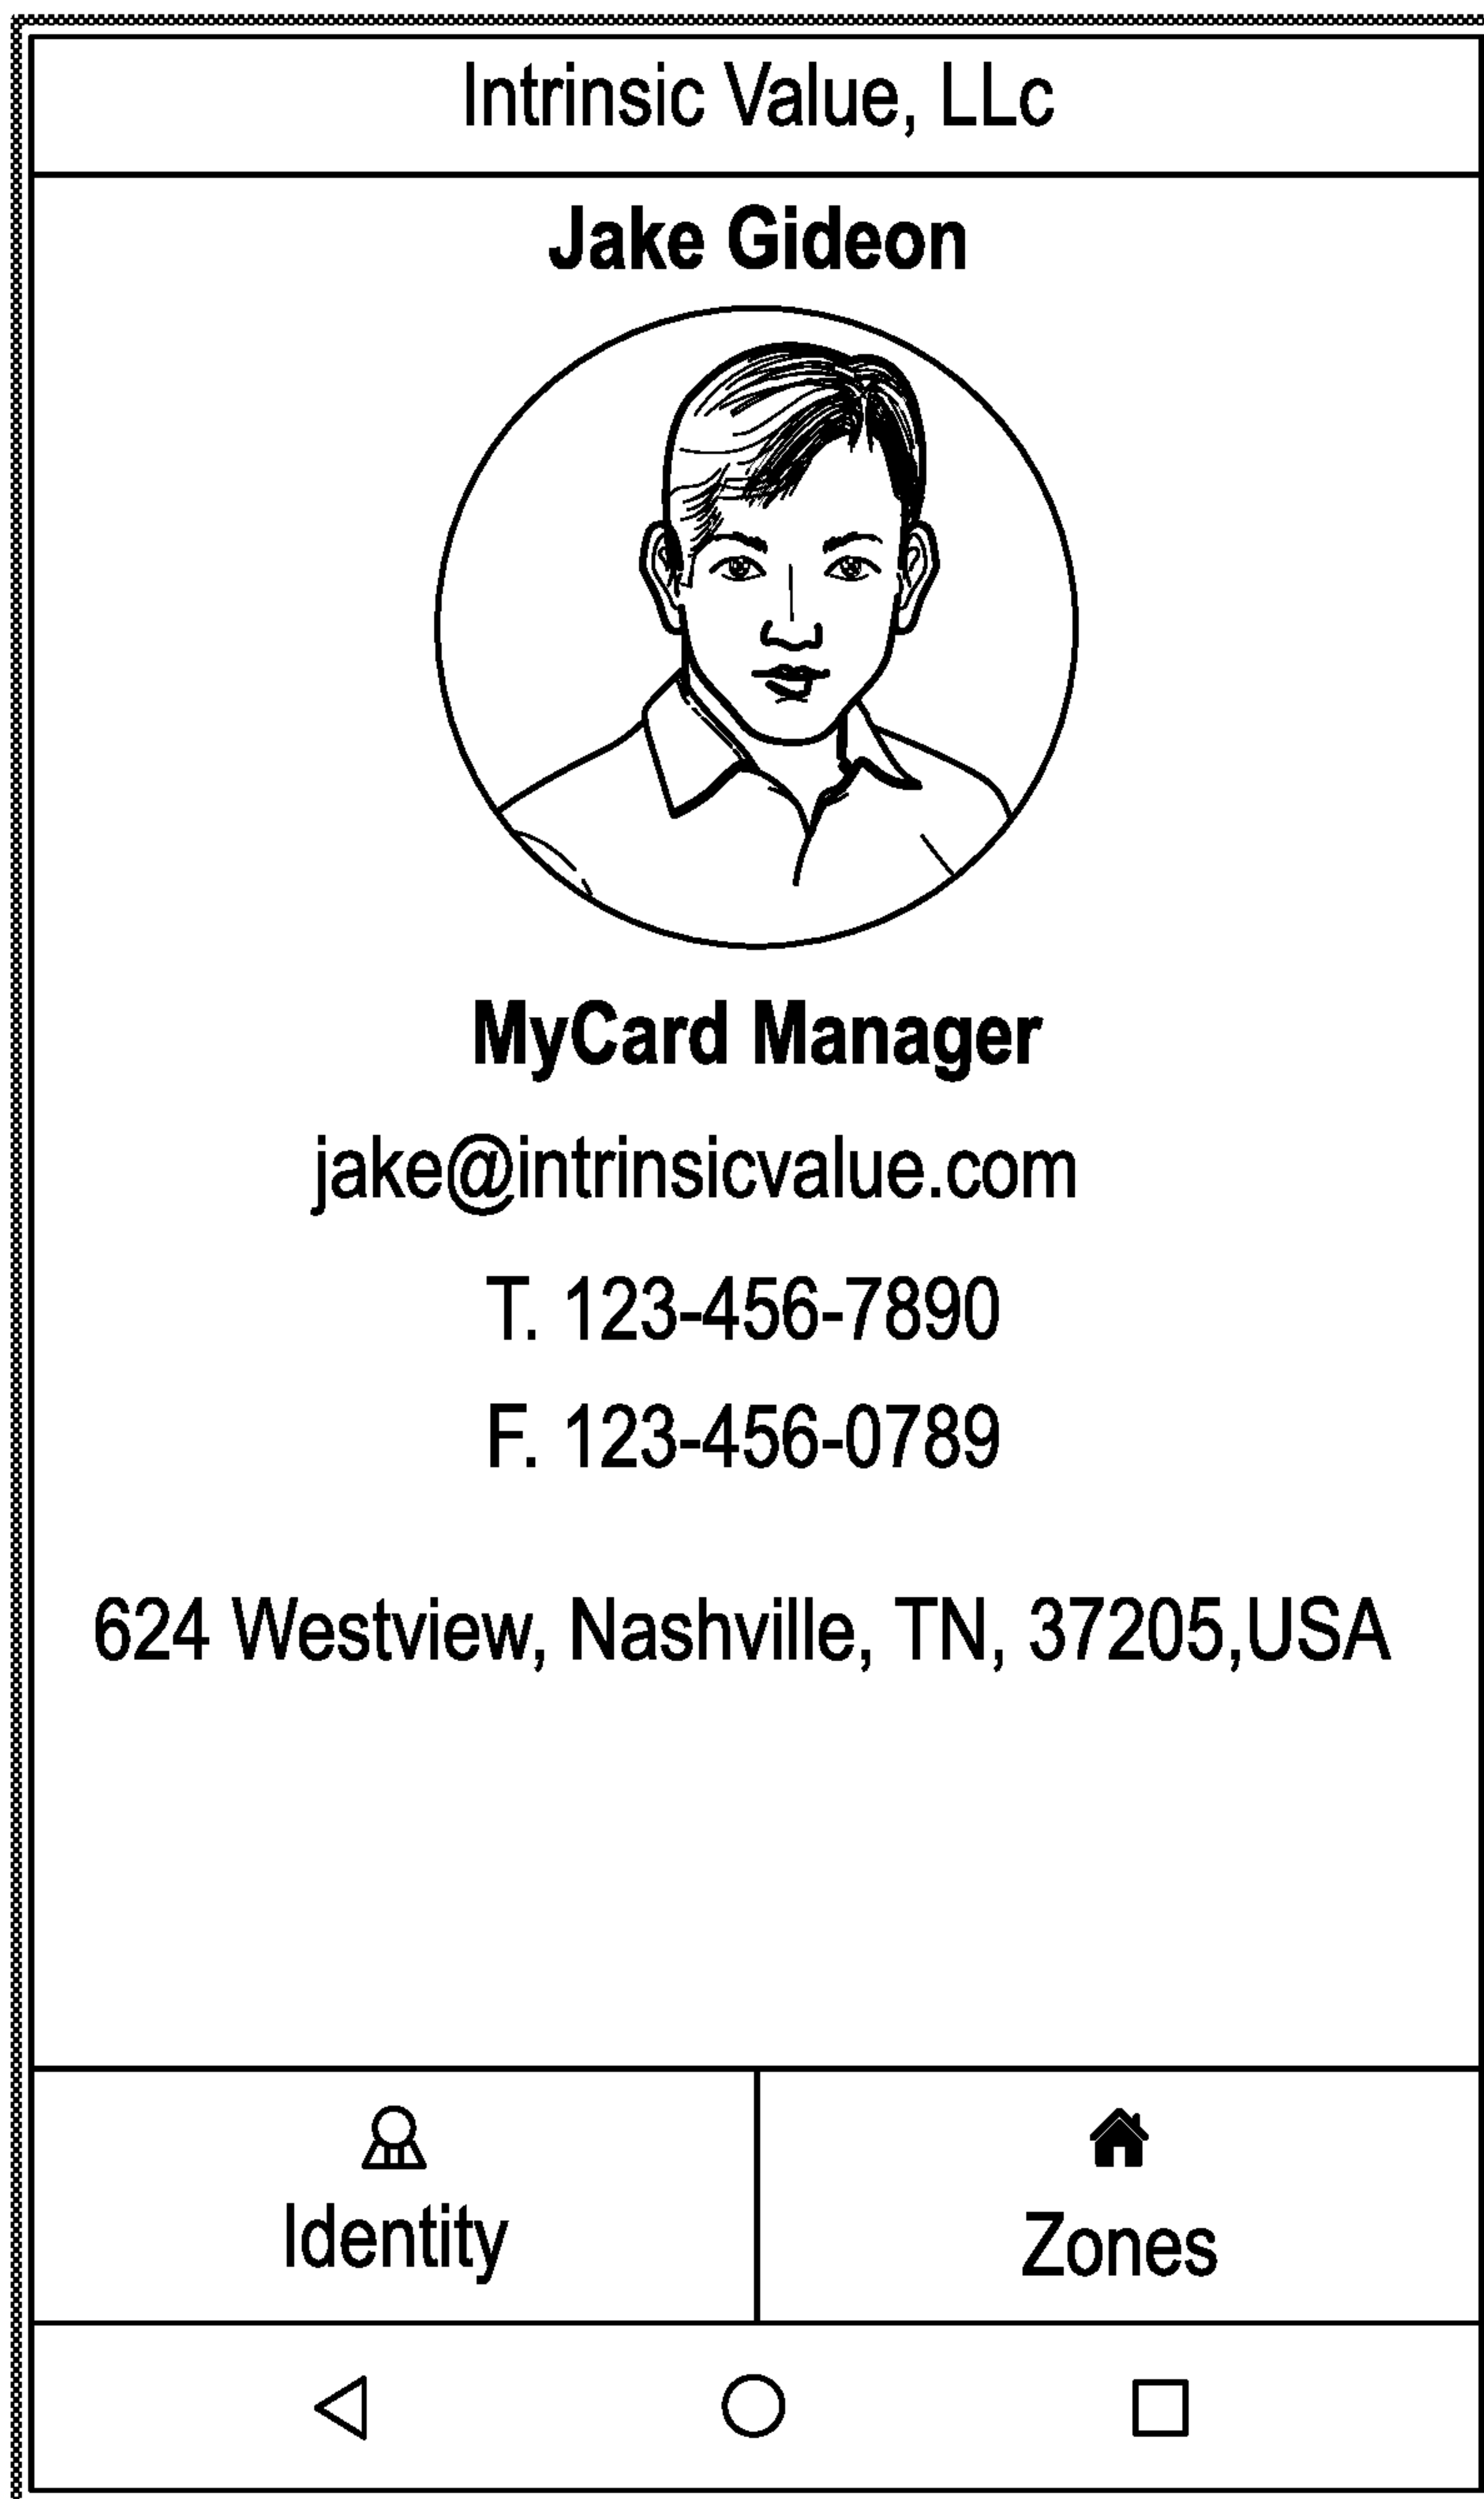 Intrinsic Value, LLc
Jake Gideon
MyCard Manager
jake@intrinsicvalue.com
T. 123-456-7890
F. 123-456-0789
624 Westview, Nashville, TN, 37205,USA
Identity
Zones